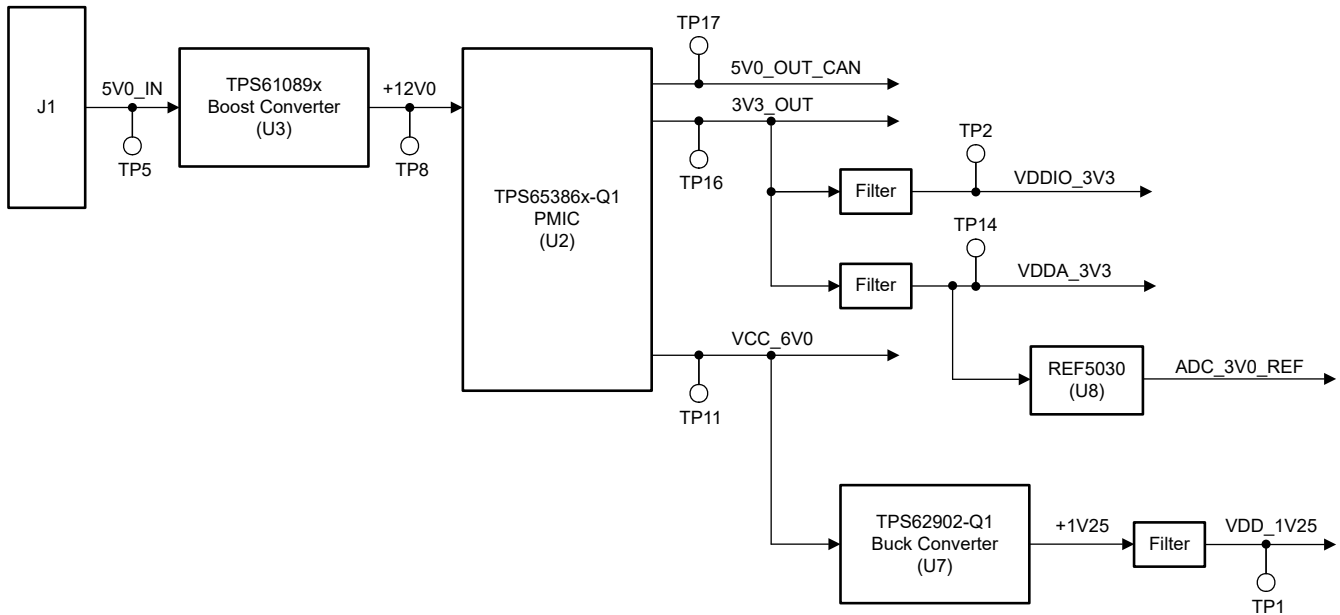 TP17
5V0_OUT_CAN
J1
5V0_IN
TP5
TPS61089x
Boost Converter
(U3)
+12V0
TP8
TPS65386x-Q1
PMIC
(U2)
3V3_OUT
TP16
TP2
Filter
VDDIO_3V3
TP14
Filter
VDDA_3V3
VCC_6V0
TP11
REF5030
(U8)
ADC_3V0_REF
TPS62902-Q1
Buck Converter
(U7)
+1V25
Filter
VDD_1V25
TP1